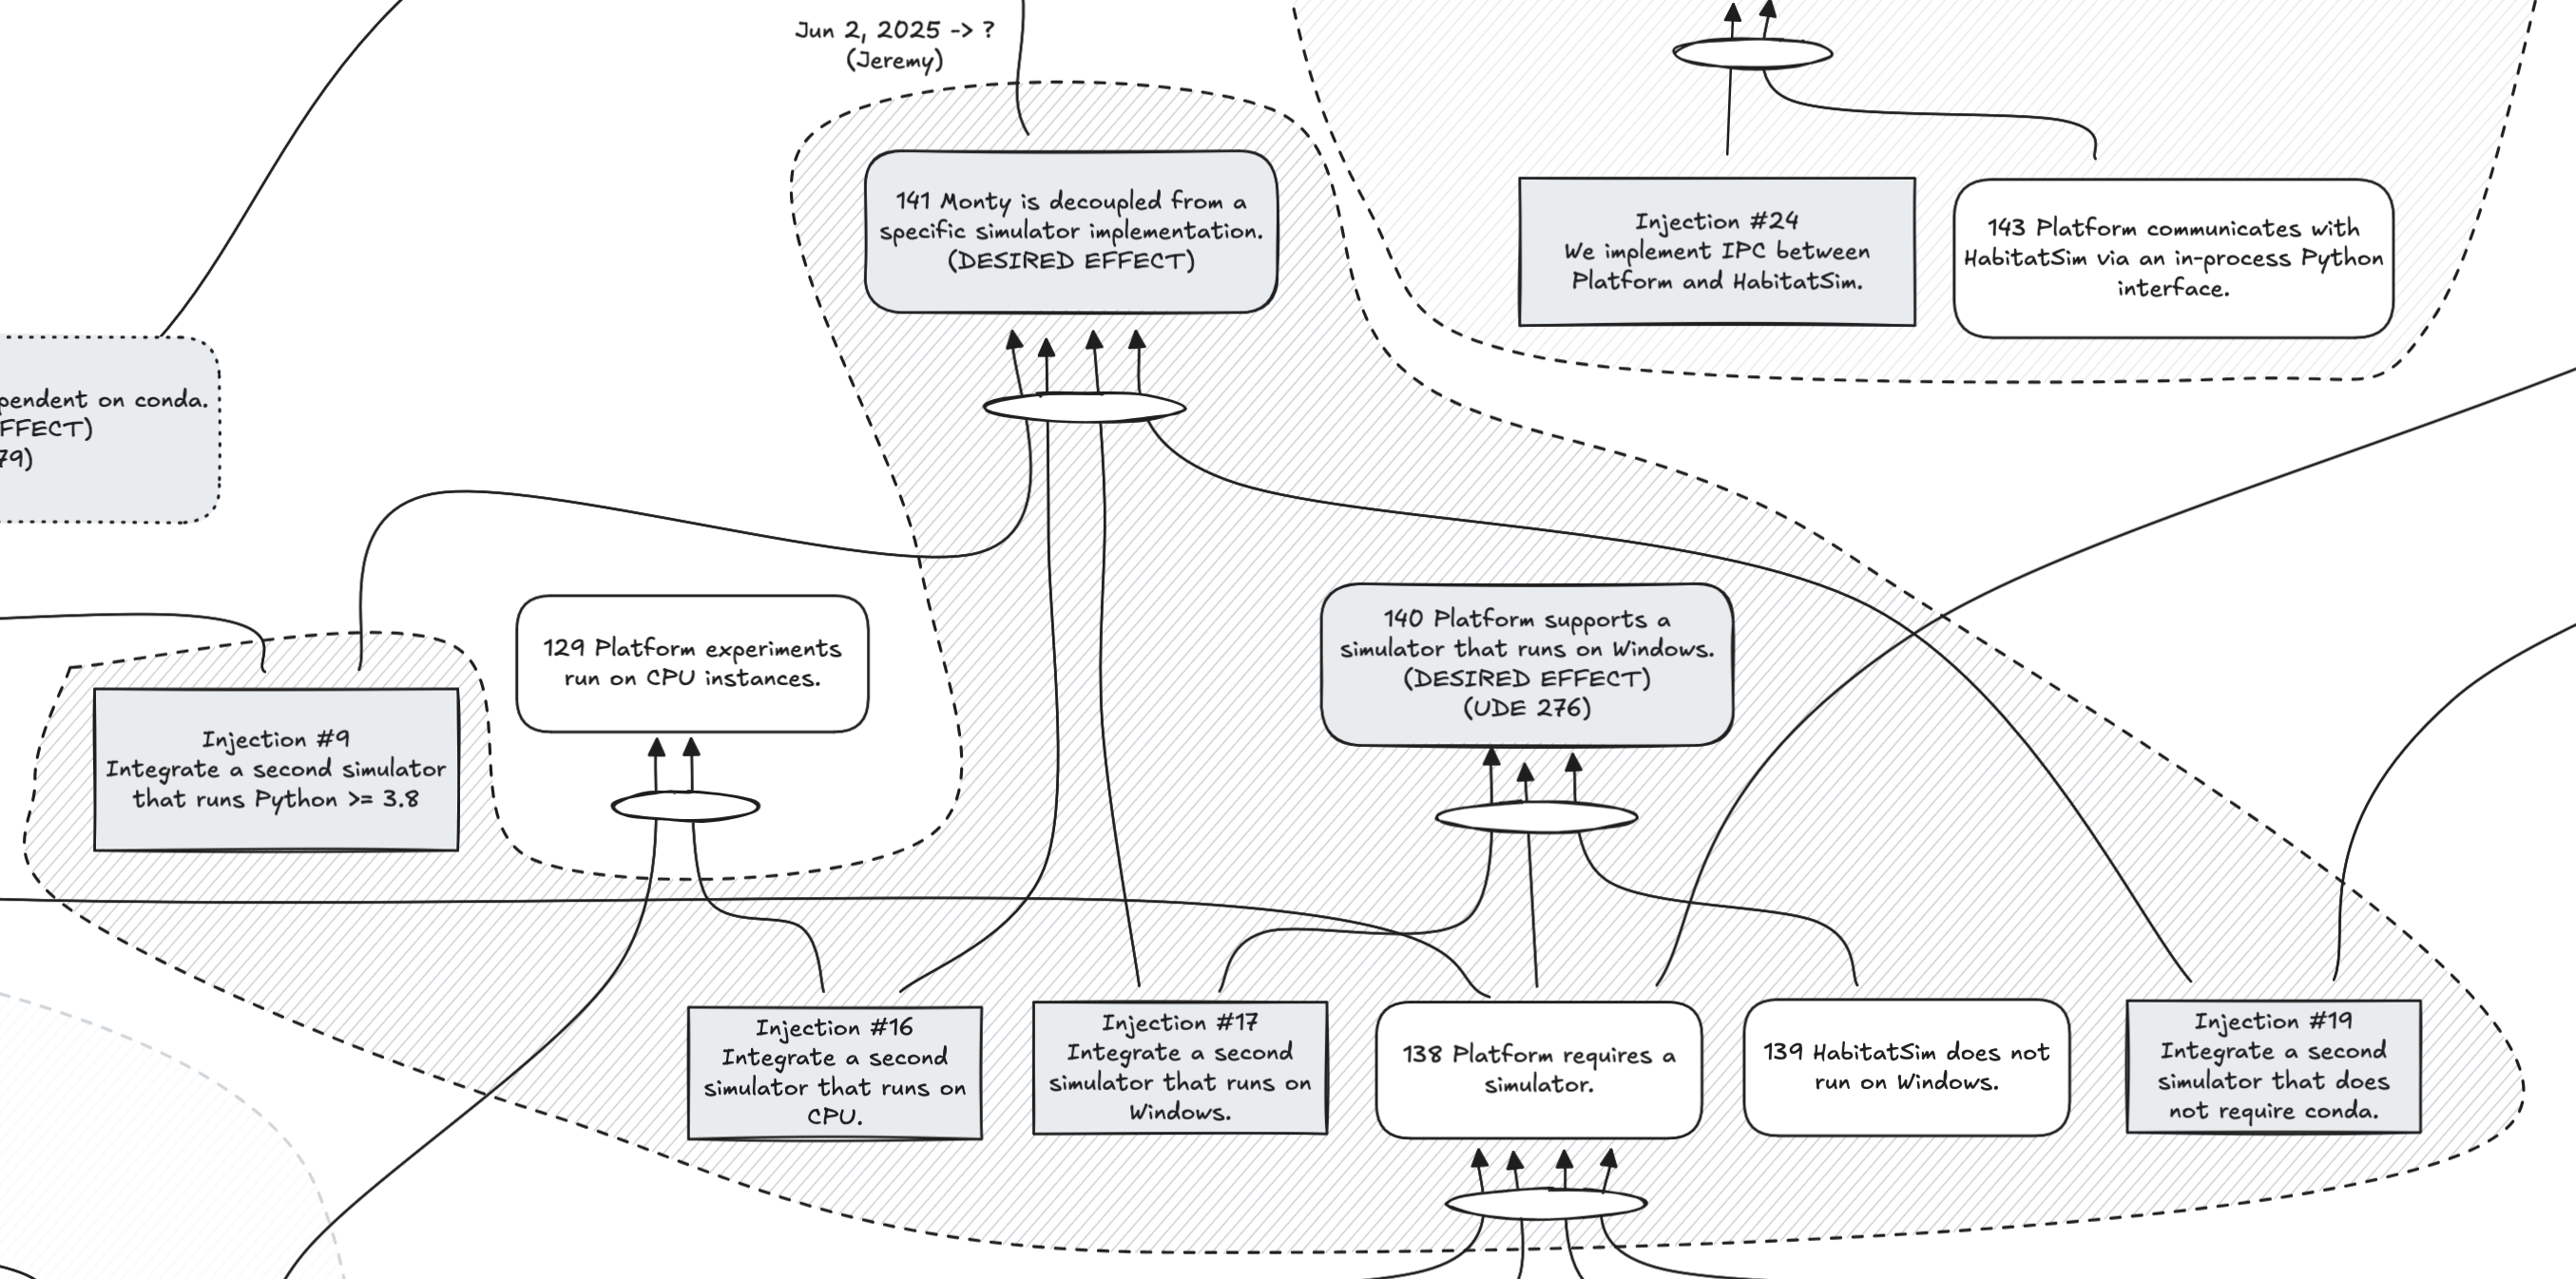 Jun 2, 2025 -> ?
(Jeremy)
141 Monty is decoupled from a
specific simulator implementation.
(DESIRED EFFECT)
Injection #24
We implement IPC between
Platform and HabitatSim.
143 Platform communicates with
HabitatSim via an in-process Python
interface.
pendent on conda.
FFECT)
79)
129 Platform experiments
run on CPU instances.
140 Platform supports a
simulator that runs on Windows.
(DESIRED EFFECT)
(UDE 276)
Injection #9
Integrate a second simulator
that runs Python >= 3.8
Injection #16
Integrate a second
simulator that runs on
CPU.
Injection #17
Integrate a second
simulator that runs on
Windows.
138 Platform requires a
simulator.
139 HabitatSim does not
run on Windows.
Injection #19
Integrate a second
simulator that does
not require conda.